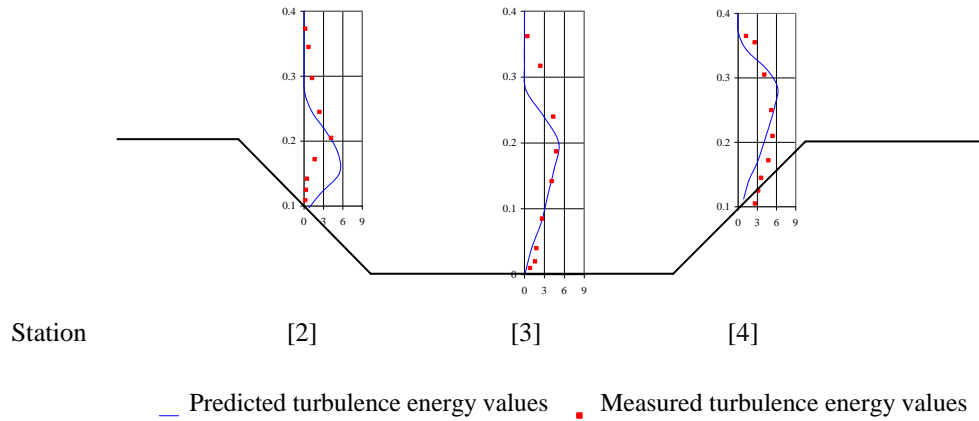 0.4 0.4 0.4
0.3 0.3 0.3
0.2 0.2 0.2
0.1 0.1 0.1
0 3 6 9 0 3 6 9
0
0 3 6 9
Station [2] [3] [4]
Predicted turbulence energy values Measured turbulence energy values